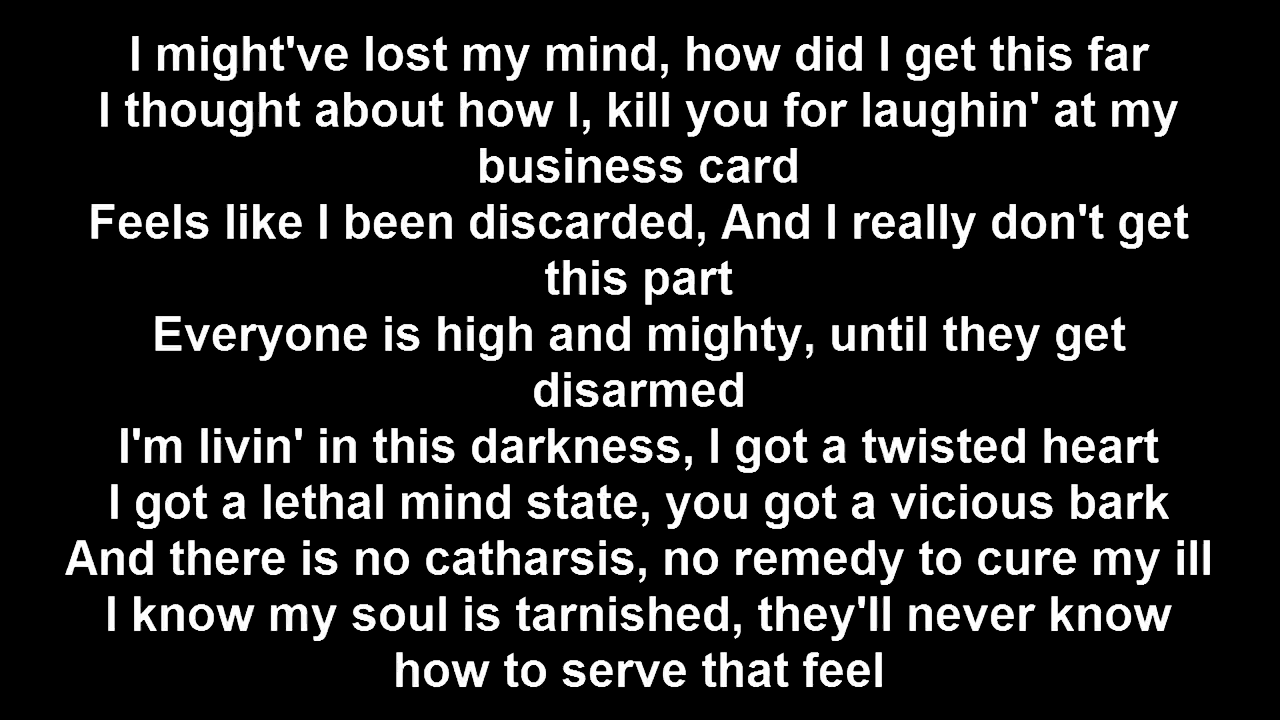 I might've lost my mind, how did I get this far
I thought about how I, kill you for laughin' at my
business card
Feels like I been discarded, And I really don't get
this part
Everyone is high and mighty, until they get
disarmed
I'm livin' in this darkness, I got a twisted heart
I got a lethal mind state, you got a vicious bark
And there is no catharsis, no remedy to cure my ill
I know my soul is tarnished, they'll never know
how to serve that feel